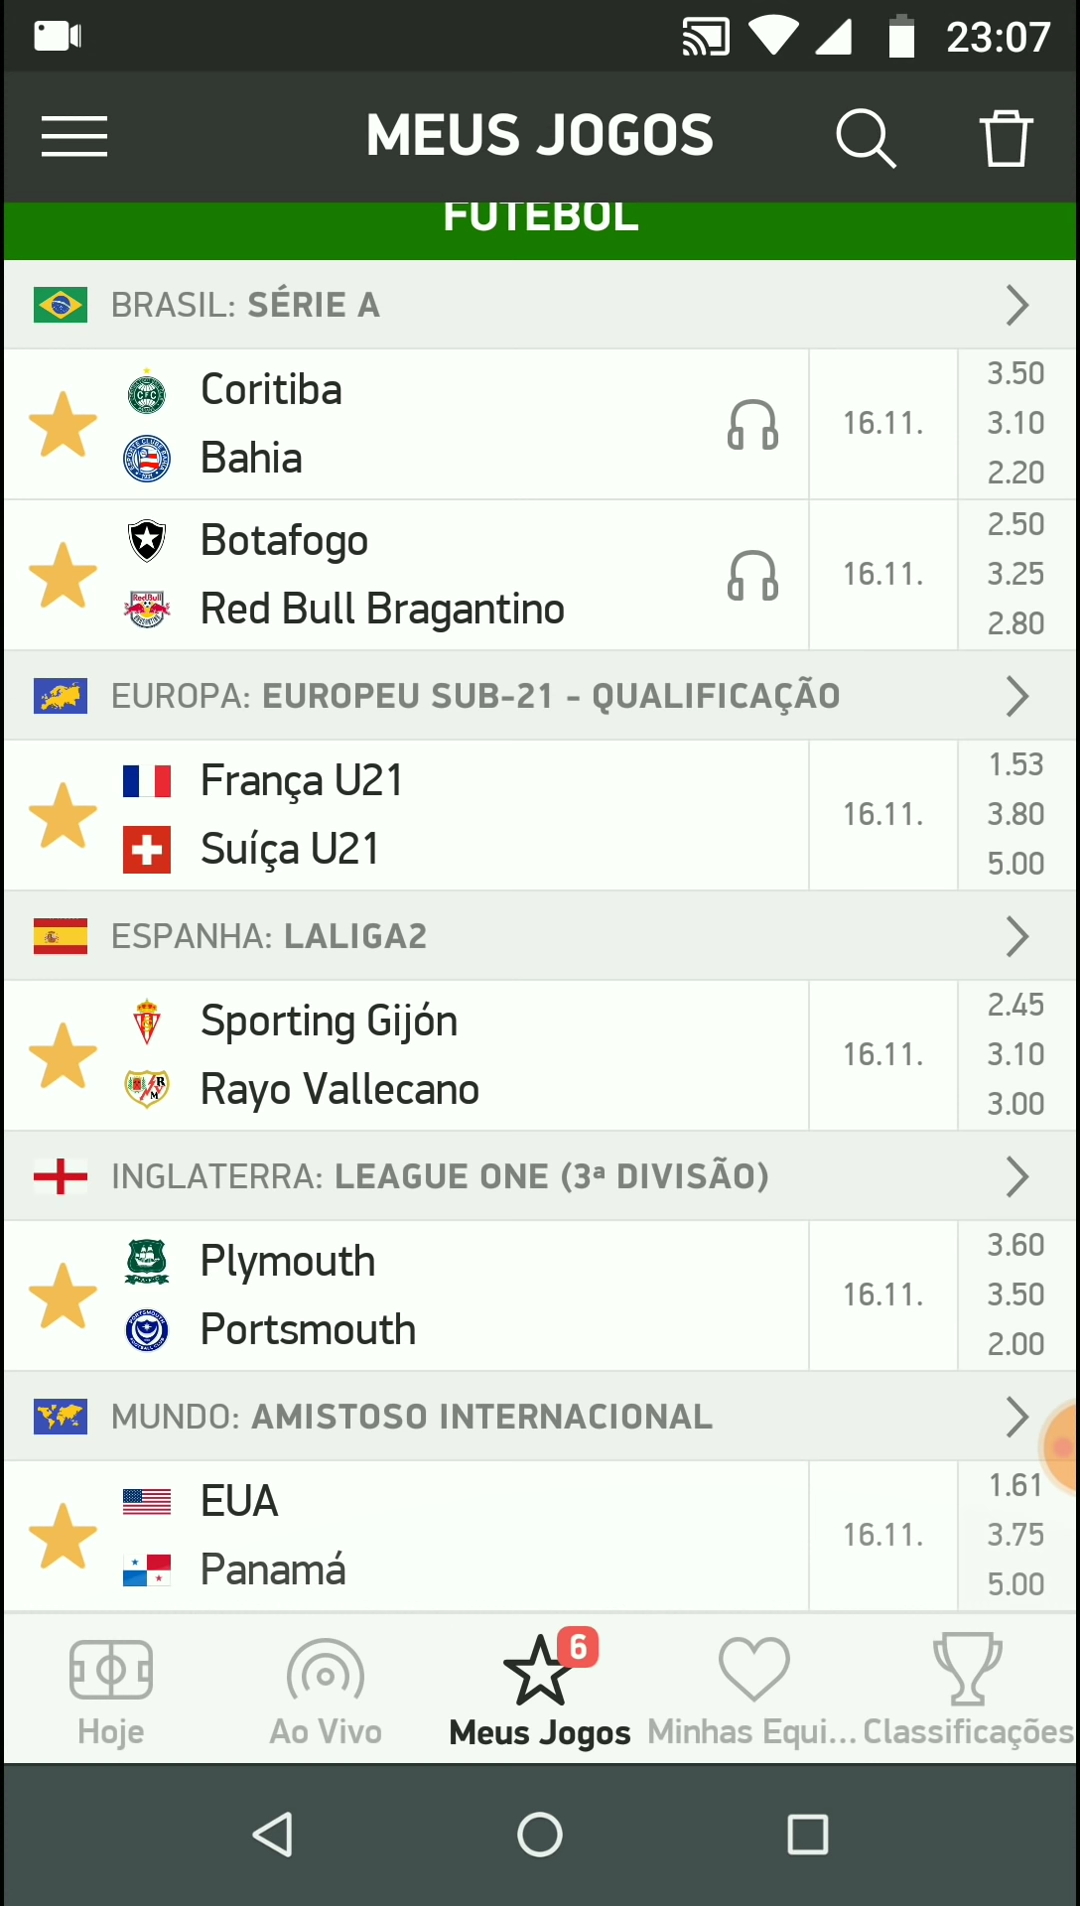 23:07
MEUS JOGOS
FUTEBOL
BRASIL: SÉRIE A
Coritiba
Bahia
16.11.
3.50
3.10
2.20
Botafogo
Red Bull Bragantino
16.11.
2.50
3.25
2.80
EUROPA: EUROPEU SUB-21 - QUALIFICAÇÃO
França U21
Suíça U21
16.11.
1.53
3.80
5.00
ESPANHA: LALIGA2
Sporting Gijón
Rayo Vallecano
16.11.
2.45
3.10
3.00
INGLATERRA: LEAGUE ONE (3ª DIVISÃO)
Plymouth
Portsmouth
16.11.
3.60
3.50
2.00
MUNDO: AMISTOSO INTERNACIONAL
EUA
Panamá
16.11.
1.61
3.75
5.00
6
Hoje
Ao Vivo
Meus Jogos
Minhas Equi...
Classificações